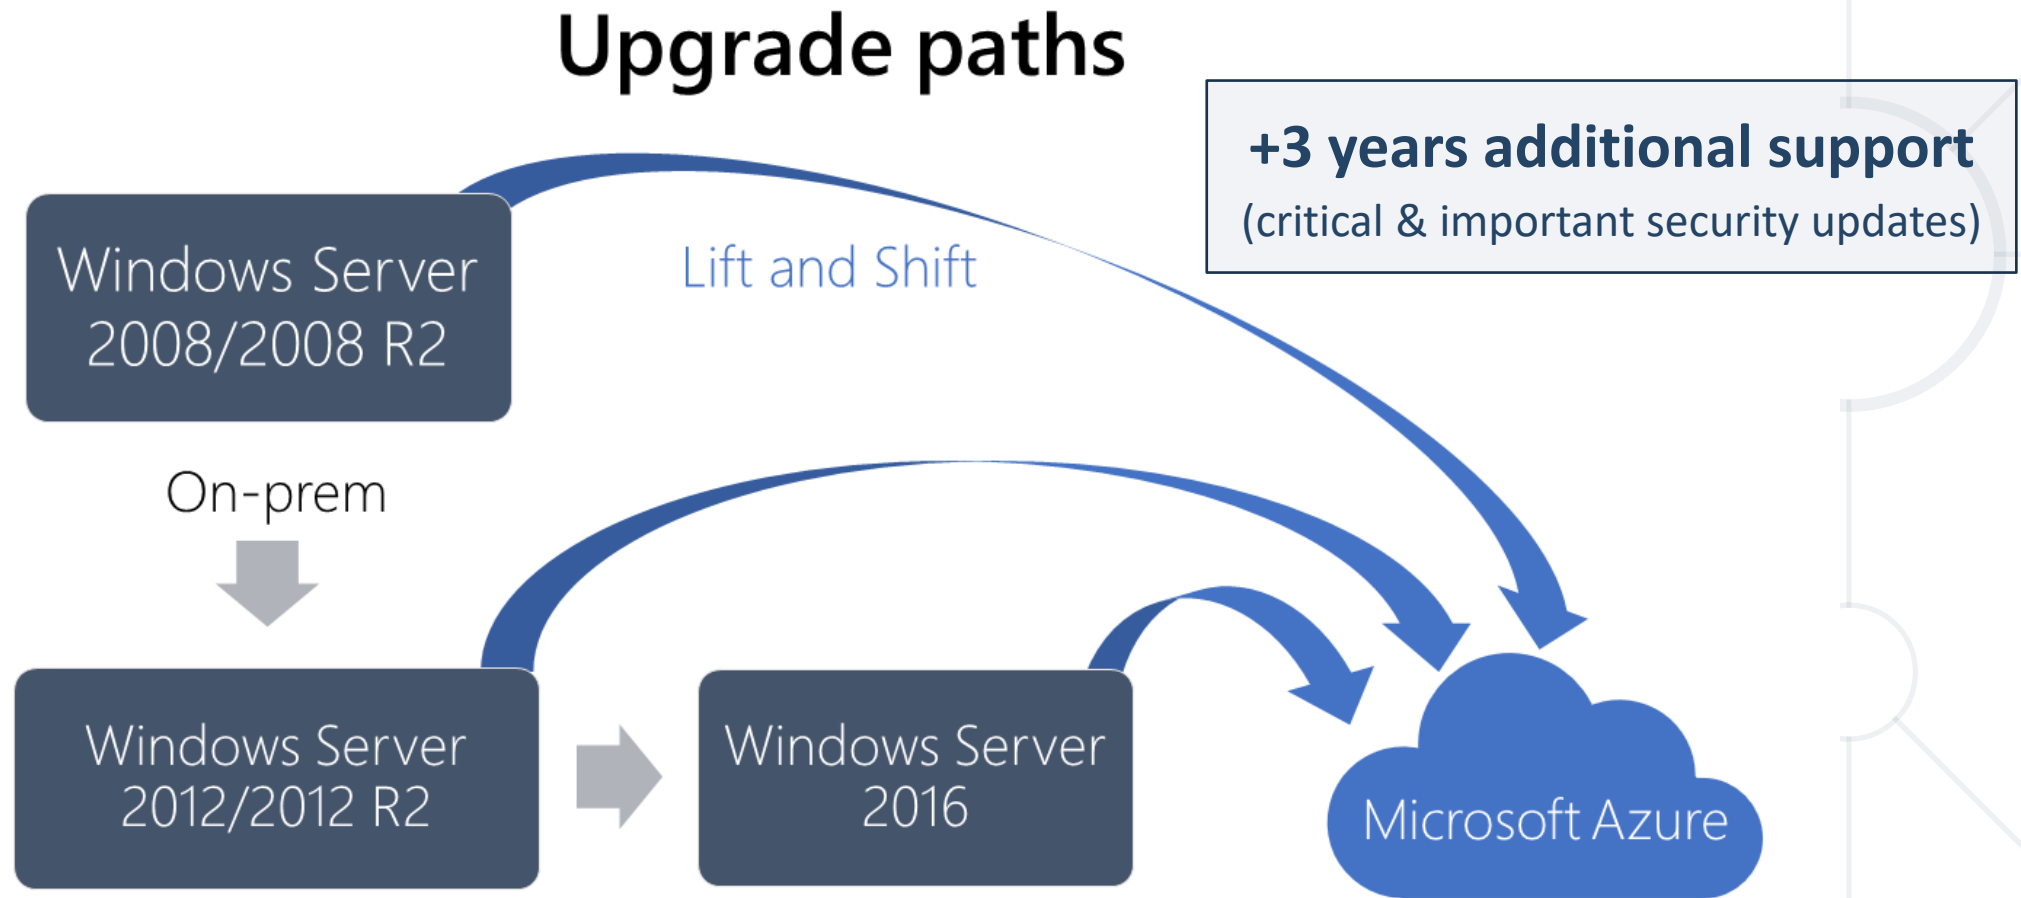 Upgrade paths
+3 years additional support
(critical & important security updates)
Windows Server
2008/2008 R2
Lift and Shift
On-prem
Windows Server
2012/2012 R2
Windows Server
2016
Microsoft Azure